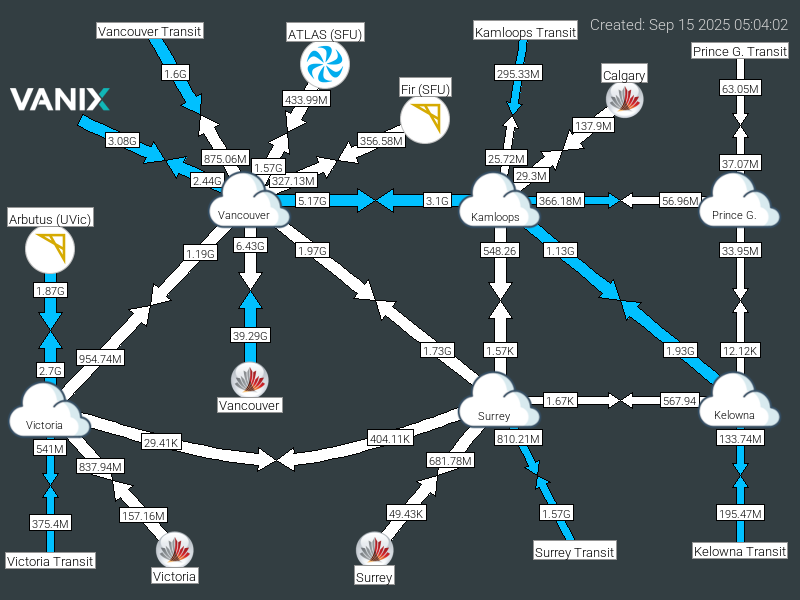 Created: Sep 15 2025 05:04:02
Vancouver Transit
ATLAS (SFU)
Kamloops Transit
Prince G. Transit
1.6G
295.33M
Calgary
Fir (SFU)
63.05M
VANIX
433.99M
137.9M
3.08G
356.58M
875.06M
25.72M
37.07M
1.57G
29.3M
2.44G
327.13M
5.17G
3.1G
366.18M
56.96M
Vancouver
Kamloops
Prince G.
Arbutus (UVic)
6.43G
1.19G
1.97G
548.26
1.13G
33.95M
1.87G
39.29G
954.74M
1.73G
1.57K
1.93G
12.12K
2.7G
Vancouver
1.67K
567.94
Victoria
Surrey
Kelowna
29.41K
404.11K
810.21M
133.74M
541M
837.94M
681.78M
375.4M
157.16M
49.43K
1.57G
195.47M
Victoria Transit
Victoria
Surrey
Surrey Transit
Kelowna Transit